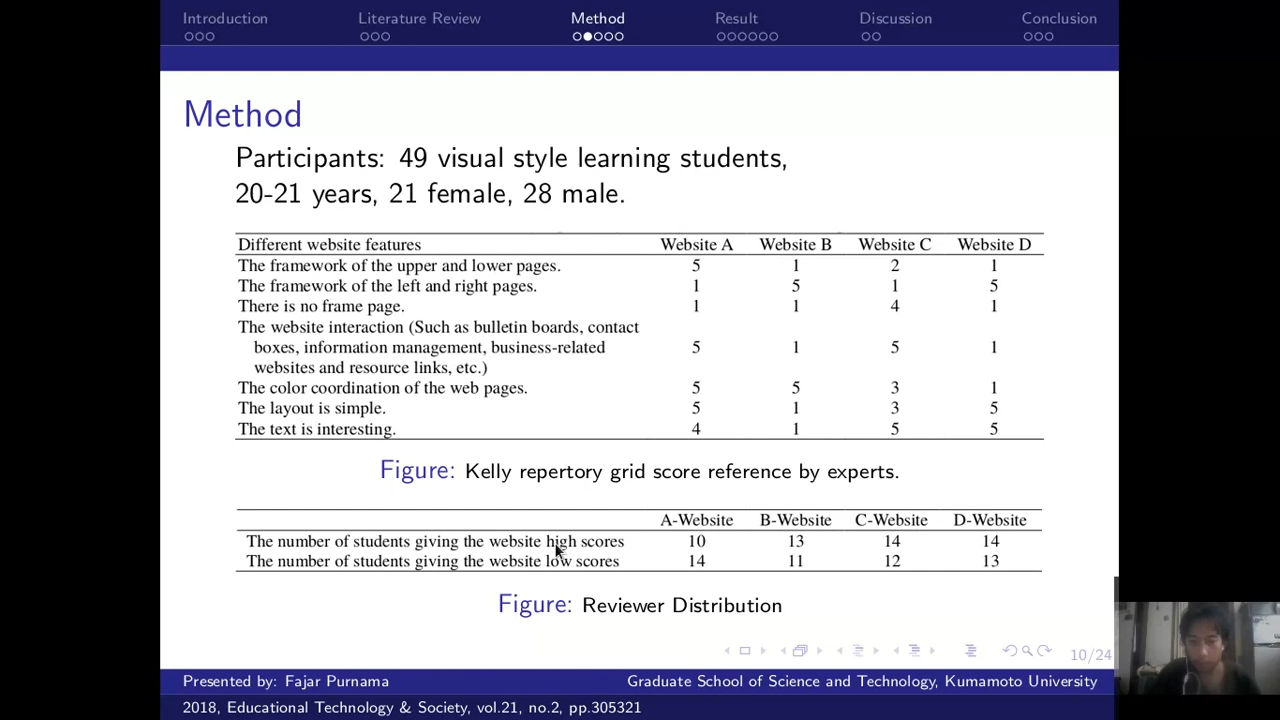 Introduction Literature Review Method Result Discussion Conclusion
Method
Participants: 49 visual style learning students,
20-21 years, 21 female, 28 male.
Different website features Website A Website B Website C Website D
The framework of the upper and lower pages. 5 1 2 1
The framework of the left and right pages. 1 5 1 5
There is no frame page. 1 1 4 1
The website interaction (Such as bulletin boards, contact
boxes, information management, business-related 5 1 5 1
websites and resource links, etc.)
The color coordination of the web pages. 5 5 3 1
The layout is simple. 5 1 3 5
The text is interesting. 4 1 5 5
Figure: Kelly repertory grid score reference by experts.
A-Website B-Website C-Website D-Website
The number of students giving the website high scores 10 13 14 14
The number of students giving the website low scores 14 11 12 13
Figure: Reviewer Distribution
10/24
Presented by: Fajar Purnama Graduate School of Science and Technology, Kumamoto University
2018, Educational Technology & Society, vol.21, no.2, pp.305321